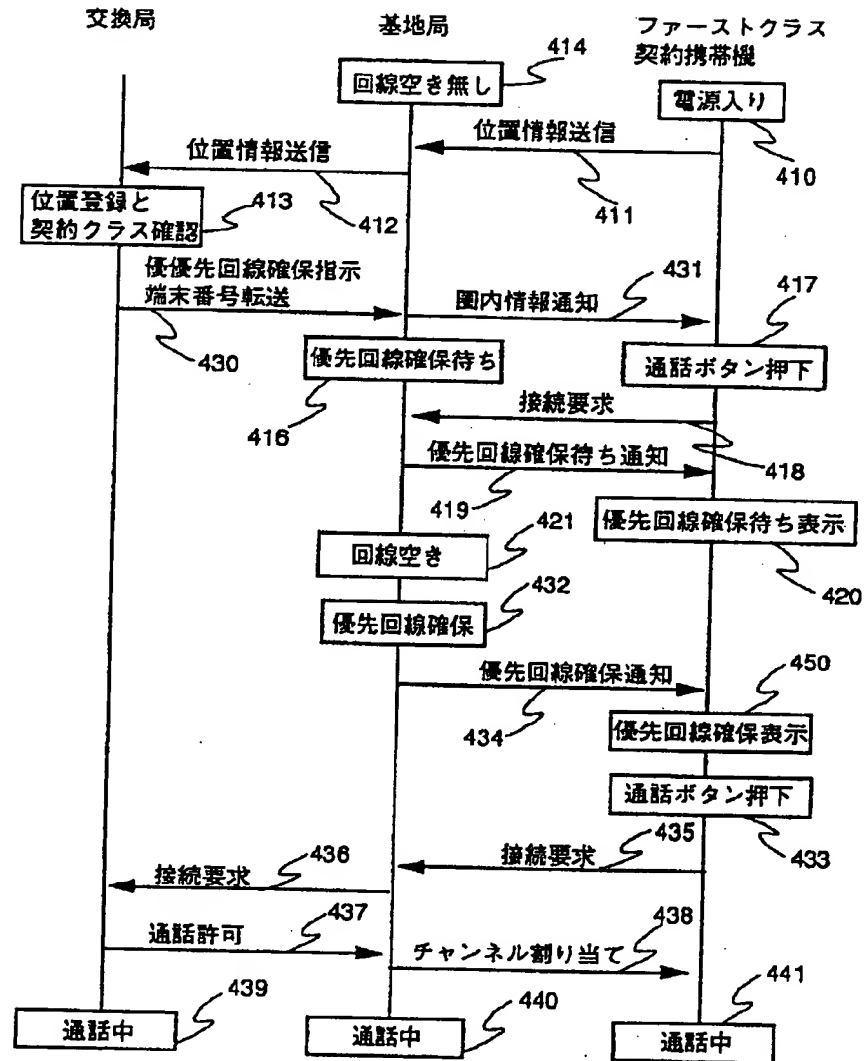 交換局
基地局
ファーストクラス
契約携帯機
回線空き無し
414
電源入り
410
位置情報送信
411
位置情報送信
412
位置登録と
契約クラス確認
413
優優先回線確保指示
端末番号転送
430
圏内情報通知
431
417
優先回線確保待ち
416
通話ボタン押下
接続要求
418
優先回線確保待ち通知
419
優先回線確保待ち表示
420
回線空き
421
優先回線確保
432
優先回線確保通知
434
450
優先回線確保表示
通話ボタン押下
433
接続要求
435
接続要求
436
通話許可
437
チャンネル割り当て
438
通話中
439
通話中
440
通話中
441